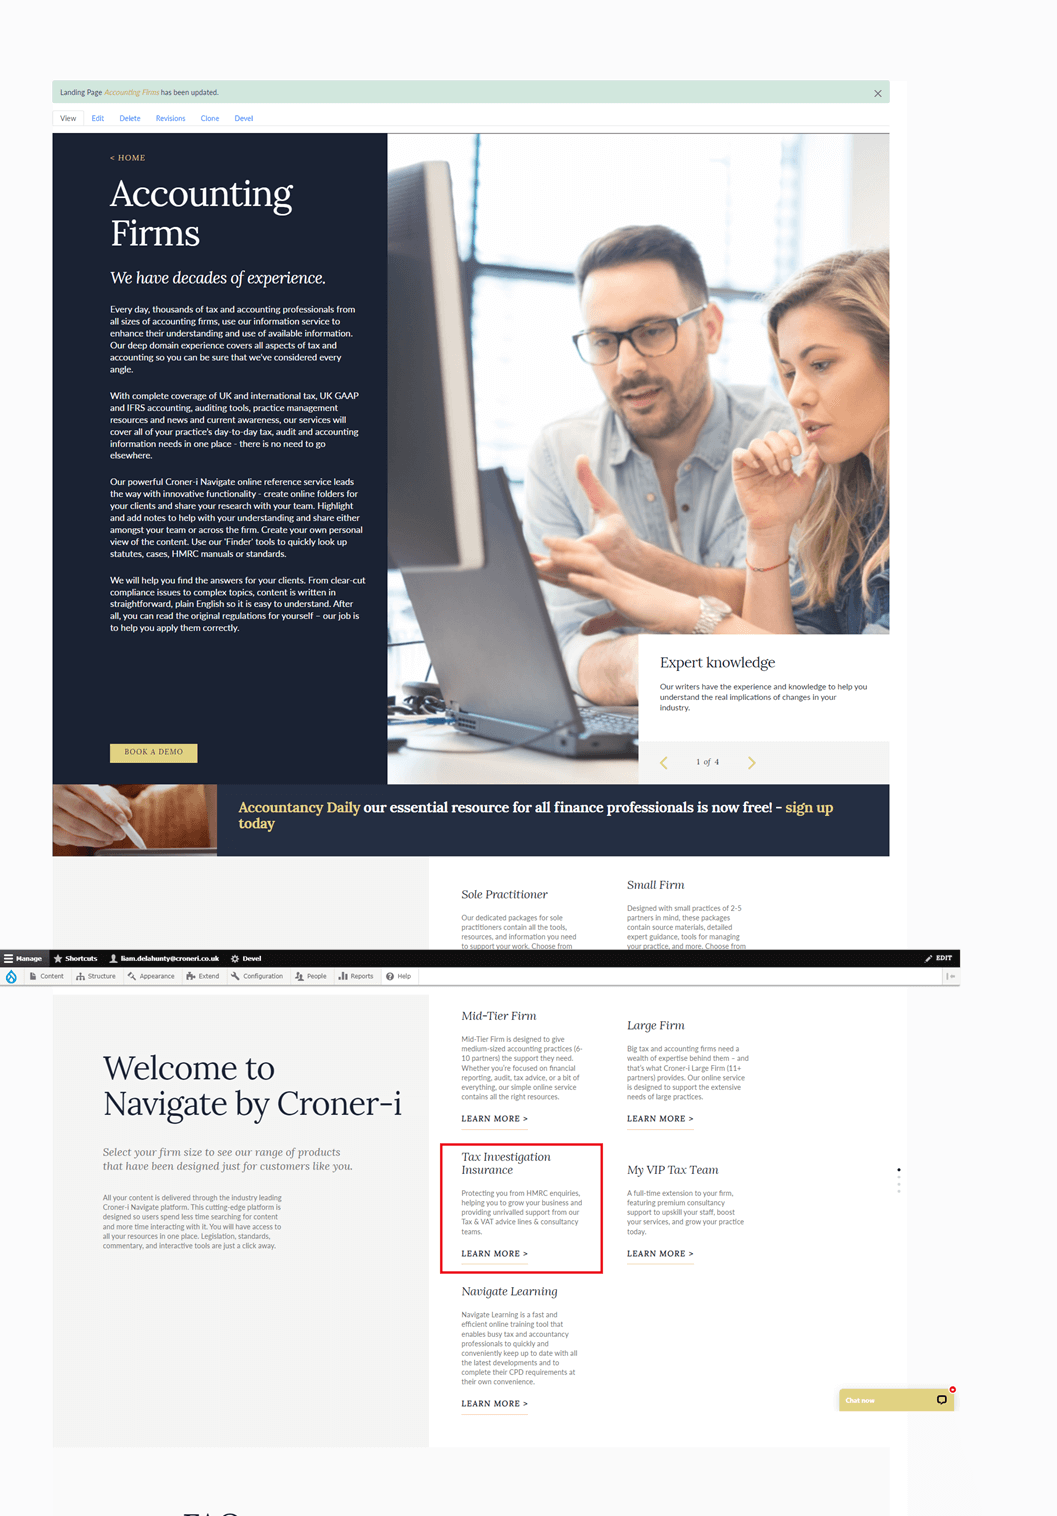 Landing Page Accounting Firms has been updated.
View Edit Delete Revisions Clone Devel
< HOME
Accounting
Firms
We have decades of experience.
Every day, thousands of tax and accounting professionals from
all sizes of accounting firms, use our information service to
enhance their understanding and use of available information.
Our deep domain experience covers all aspects of tax and
accounting so you can be sure that we've considered every
angle.
With complete coverage of UK and international tax, UK GAAP
and IFRS accounting, auditing tools, practice management
resources and news and current awareness, our services will
cover all of your practice's day-to-day tax, audit and accounting
information needs in one place - there is no need to go
elsewhere.
Our powerful Croner-i Navigate online reference service leads
the way with innovative functionality - create online folders for
your clients and share your research with your team. Highlight
and add notes to help with your understanding and share either
amongst your team or across the firm. Create your own personal
view of the content. Use our 'Finder' tools to quickly look up
statutes, cases, HMRC manuals or standards.
We will help you find the answers for your clients. From clear-cut
compliance issues to complex topics, content is written in
straightforward, plain English so it is easy to understand. After
all, you can read the original regulations for yourself – our job is
to help you apply them correctly.
BOOK A DEMO
Expert knowledge
Our writers have the experience and knowledge to help you
understand the real implications of changes in your
industry.
1 of 4
Accountancy Daily our essential resource for all finance professionals is now free! - sign up
today
Sole Practitioner
Our dedicated packages for sole
practitioners contain all the tools,
resources, and information you need
to support your work. Choose from
Small Firm
Designed with small practices of 2-5
partners in mind, these packages
contain source materials, detailed
expert guidance, tools for managing
your practice, and more. Choose from
Manage Shortcuts liam.delahunty@croneri.co.uk Devel EDIT
Content Structure Appearance Extend Configuration People Reports Help
Welcome to
Navigate by Croner-i
Select your firm size to see our range of products
that have been designed just for customers like you.
All your content is delivered through the industry leading
Croner-i Navigate platform. This cutting-edge platform is
designed so users spend less time searching for content
and more time interacting with it. You will have access to
all your resources in one place. Legislation, standards,
commentary, and interactive tools are just a click away.
Mid-Tier Firm
Mid-Tier Firm is designed to give
medium-sized accounting practices (6-
10 partners) the support they need.
Whether you're focused on financial
reporting, audit, tax advice, or a bit of
everything, our simple online service
contains all the right resources.
LEARN MORE >
Large Firm
Big tax and accounting firms need a
wealth of expertise behind them – and
that's what Croner-i Large Firm (11+
partners) provides. Our online service
is designed to support the extensive
needs of large practices.
LEARN MORE >
Tax Investigation
Insurance
Protecting you from HMRC enquiries,
helping you to grow your business and
providing unrivalled support from our
Tax & VAT advice lines & consultancy
teams.
LEARN MORE >
My VIP Tax Team
A full-time extension to your firm,
featuring premium consultancy
support to upskill your staff, boost
your services, and grow your practice
today.
LEARN MORE >
Navigate Learning
Navigate Learning is a fast and
efficient online training tool that
enables busy tax and accountancy
professionals to quickly and
conveniently keep up to date with all
the latest developments and to
complete their CPD requirements at
their own convenience.
LEARN MORE >
Chat now